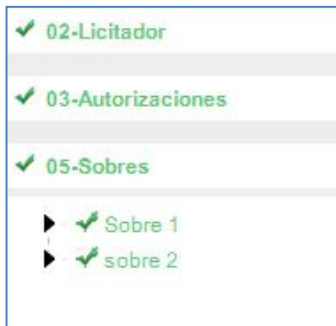 02-Licitador
03-Autorizaciones
05-Sobres
Sobre 1
sobre 2